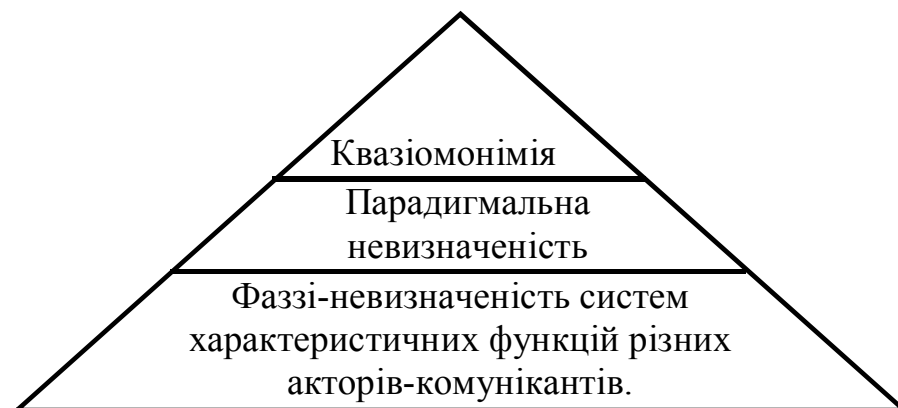 Квазіомонімія
Парадигмальна
невизначеність
Фаззі-невизначеність систем
характеристичних функцій різних
акторів-комунікантів.